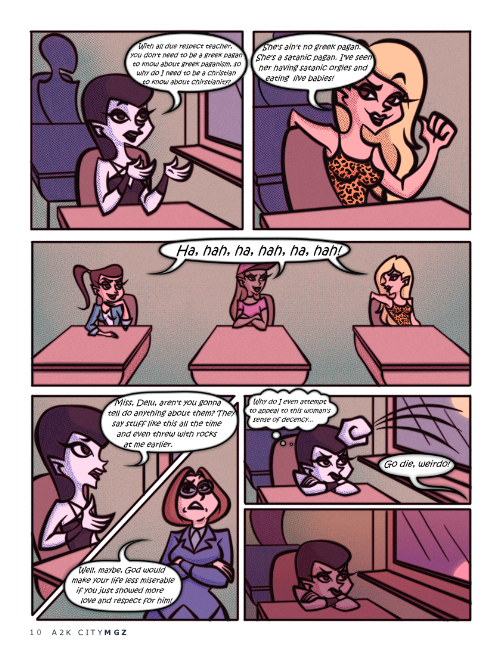 With all due respect teacher,
you don't need to be a greek pagan
to know about greek paganism, so
why do I need to be a christian
to know about chirstianity?
She's ain't no greek pagan.
She's a satanic pagan. I've seen
her having satanic orgies and
eating live babies!
Ha, hah, ha, hah, ha, hah!
Miss. Delu, aren't you gonna
tell do anything about them? They
say stuff like this all the time
and even threw with rocks
at me earlier.
Well, maybe, God would
make your life less miserable
if you just showed more
love and respect for him!
Why do I even attempt
to appeal to this woman's
sense of decency...
Go die, weirdo!
10 A2K CITYMGZ